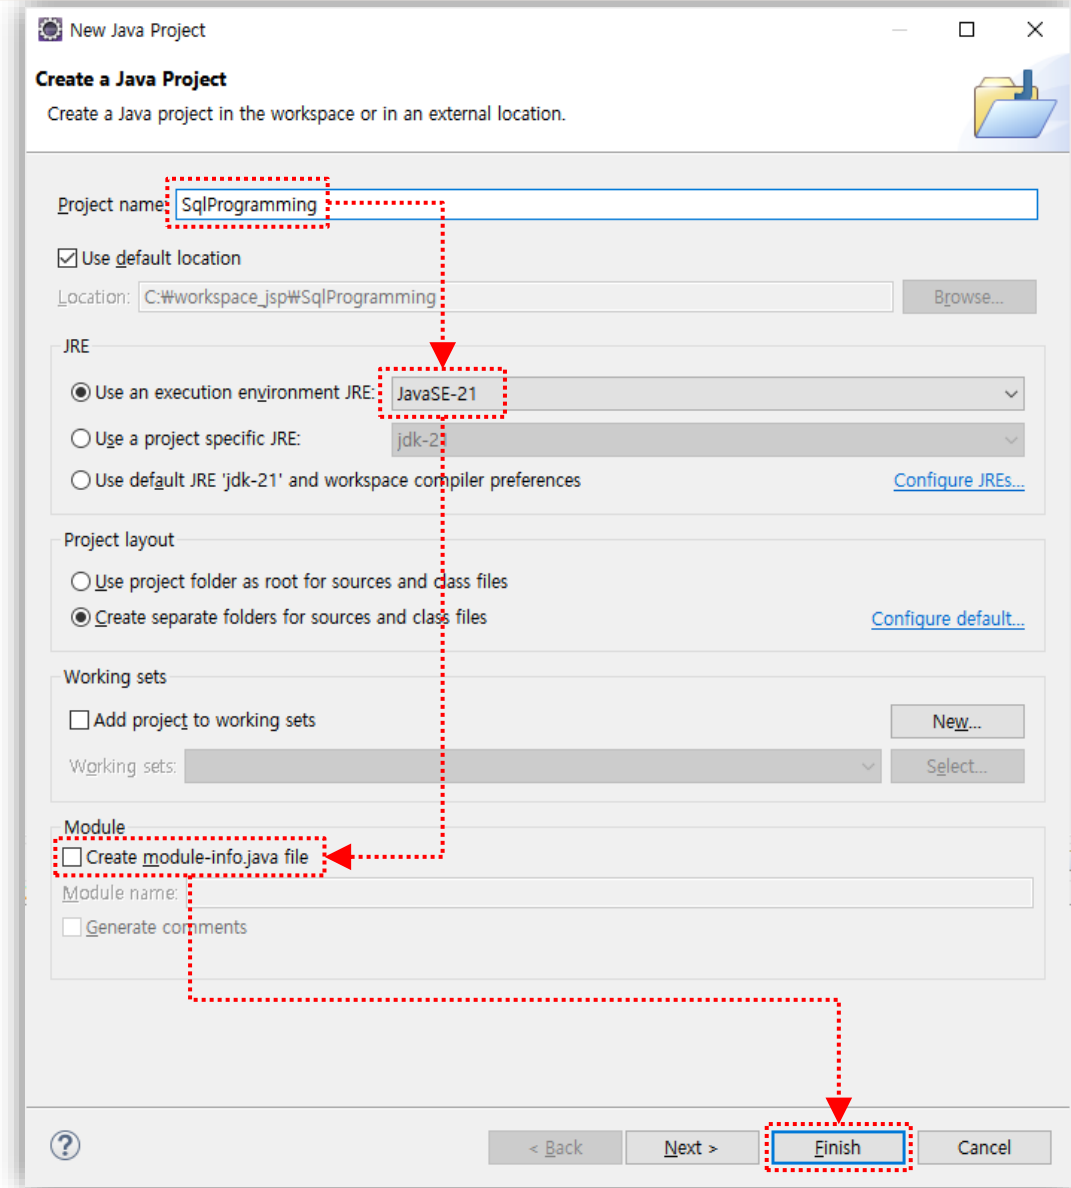 New Java Project
Create a Java Project
Create a Java project in the workspace or in an external location.
Project name: SqlProgramming
Use default location
Location: C:₩workspace_jsp₩SqlProgramming Browse...
JRE
Use an execution environment JRE: JavaSE-21
Use a project specific JRE: jdk-21
Use default JRE 'jdk-21' and workspace compiler preferences Configure JREs...
Project layout
Use project folder as root for sources and class files
Create separate folders for sources and class files Configure default...
Working sets
Add project to working sets New...
Working sets: Select...
Module
Create module-info.java file
Module name:
Generate comments
< Back Next > Finish Cancel